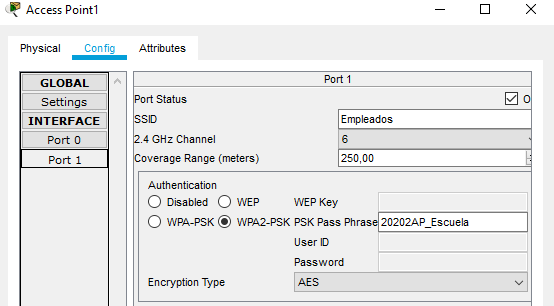 Access Point1
Physical Config Attributes
GLOBAL
Settings
INTERFACE
Port 0
Port 1
Port 1
Port Status
SSID Empleados
2.4 GHz Channel 6
Coverage Range (meters) 250,00
Authentication
Disabled WEP WEP Key
WPA-PSK WPA2-PSK PSK Pass Phrase 20202AP_Escuela
User ID
Password
Encryption Type AES